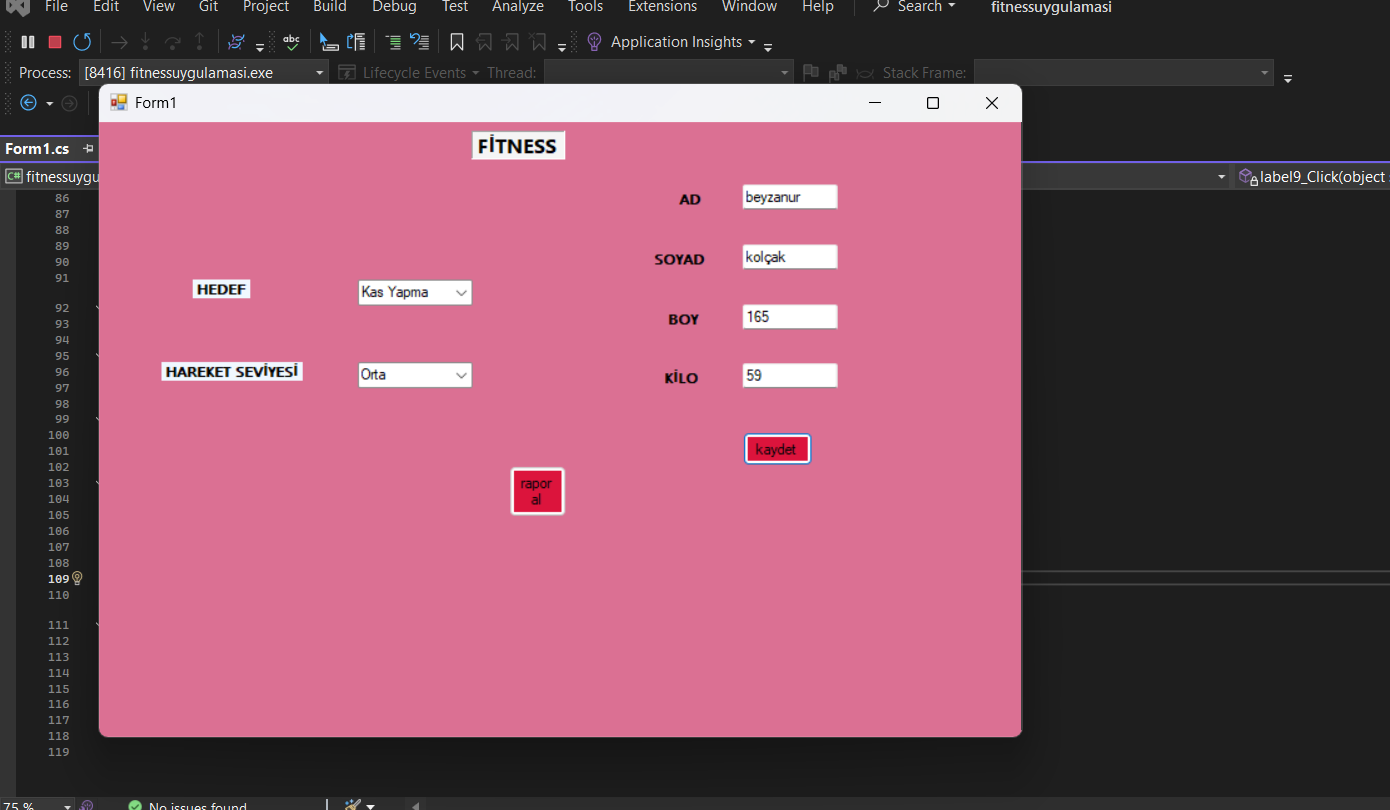 File Edit View Git Project Build Debug Test Analyze Tools Extensions Window Help Search fitnessuygulamasi
abc Application Insights
Process: [8416] fitnessuygulamasi.exe Lifecycle Events Thread: Stack Frame:
Form1
Form1.cs
C# fitnessuygu
label9_Click(object
FİTNESS
AD beyzanur
SOYAD kolçak
HEDEF Kas Yapma
BOY 165
HAREKET SEVİYESİ Orta
KİLO 59
kaydet
rapor
al
86
87
88
89
90
91
92
93
94
95
96
97
98
99
100
101
102
103
104
105
106
107
108
109
110
111
112
113
114
115
116
117
118
119
75 % No issues found